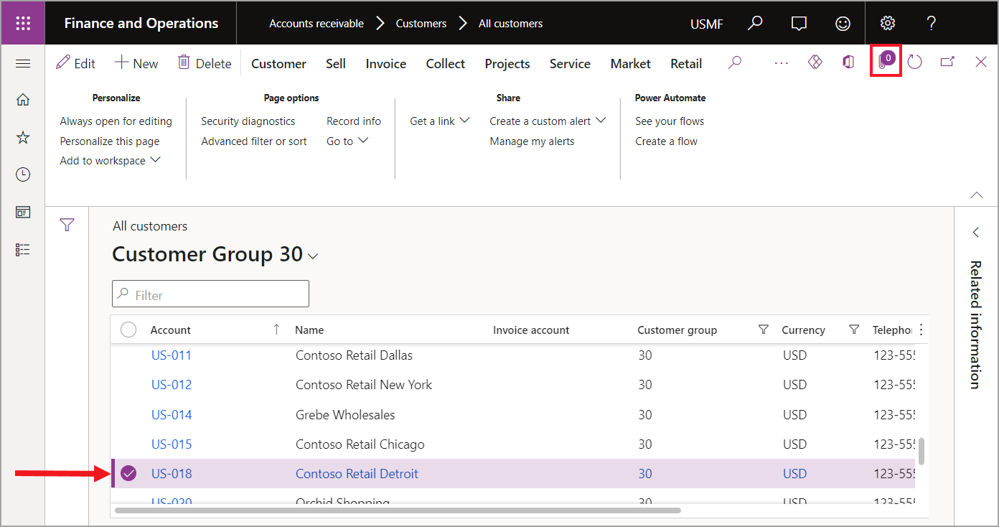 Finance and Operations Accounts receivable Customers All customers USMF ?
Edit New Delete Customer Sell Invoice Collect Projects Service Market Retail ... 0
Personalize Page options Share Power Automate
Always open for editing Security diagnostics Record info Get a link Create a custom alert See your flows
Personalize this page Advanced filter or sort Go to Manage my alerts Create a flow
Add to workspace
All customers
Customer Group 30
Filter
Account Name Invoice account Customer group Currency Telepho
US-011 Contoso Retail Dallas 30 USD 123-555
US-012 Contoso Retail New York 30 USD 123-555
US-014 Grebe Wholesales 30 USD 123-555
US-015 Contoso Retail Chicago 30 USD 123-555
US-018 Contoso Retail Detroit 30 USD 123-555
US-020 Orchid Shopping 30 USD 123-555
Related information